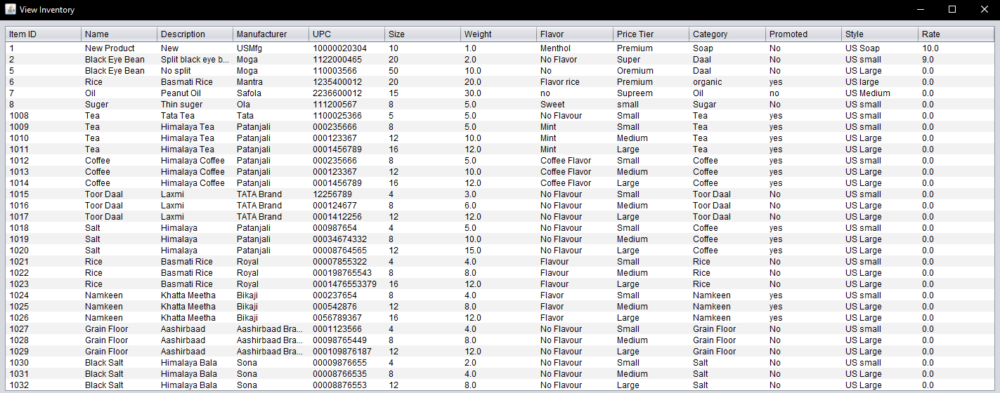 View Inventory
Item ID Name Description Manufacturer UPC Size Weight Flavor Price Tier Category Promoted Style Rate
1 New Product New USMfg 10000020304 10 1.0 Menthol Premium Soap No US Soap 10.0
2 Black Eye Bean Split black eye b... Moga 1122000465 20 2.0 No Flavor Super Daal No US small 9.0
5 Black Eye Bean No split Moga 110003566 50 10.0 No Oremium Daal No US Large 0.0
6 Rice Basmati Rice Mantra 1235400012 20 20.0 Flavor rice Premium organic yes US large 0.0
7 Oil Peanut Oil Safola 2236600012 15 30.0 no Supreem Oil no US Medium 0.0
8 Suger Thin suger Ola 111200567 8 5.0 Sweet small Sugar No US small 0.0
1008 Tea Tata Tea Tata 1100025366 5 5.0 No Flavour Small Tea yes US small 0.0
1009 Tea Himalaya Tea Patanjali 000235666 8 5.0 Mint Small Tea yes US small 0.0
1010 Tea Himalaya Tea Patanjali 000123367 12 10.0 Mint Medium Tea yes US Large 0.0
1011 Tea Himalaya Tea Patanjali 0001456789 16 12.0 Mint Large Tea yes US Large 0.0
1012 Coffee Himalaya Coffee Patanjali 000235666 8 5.0 Coffee Flavor Small Coffee yes US small 0.0
1013 Coffee Himalaya Coffee Patanjali 000123367 12 10.0 Coffee Flavor Medium Coffee yes US Large 0.0
1014 Coffee Himalaya Coffee Patanjali 0001456789 16 12.0 Coffee Flavor Large Coffee yes US Large 0.0
1015 Toor Daal Laxmi TATA Brand 12256789 4 3.0 No Flavour Small Toor Daal No US small 0.0
1016 Toor Daal Laxmi TATA Brand 000124677 8 6.0 No Flavour Medium Toor Daal No US Large 0.0
1017 Toor Daal Laxmi TATA Brand 0001412256 12 12.0 No Flavour Large Toor Daal No US Large 0.0
1018 Salt Himalaya Patanjali 000987654 4 5.0 No Flavour Small Coffee yes US small 0.0
1019 Salt Himalaya Patanjali 00034674332 8 10.0 No Flavour Medium Coffee yes US Large 0.0
1020 Salt Himalaya Patanjali 00008764565 12 15.0 No Flavour Large Coffee yes US Large 0.0
1021 Rice Basmati Rice Royal 00007855322 4 4.0 Flavour Small Rice No US small 0.0
1022 Rice Basmati Rice Royal 000198765543 8 8.0 Flavour Medium Rice No US Large 0.0
1023 Rice Basmati Rice Royal 0001476553379 16 12.0 Flavour Large Rice No US Large 0.0
1024 Namkeen Khatta Meetha Bikaji 000237654 8 4.0 Flavor Small Namkeen yes US small 0.0
1025 Namkeen Khatta Meetha Bikaji 000542876 12 8.0 Flavor Medium Namkeen yes US Large 0.0
1026 Namkeen Khatta Meetha Bikaji 0056789367 16 12.0 Flavor Large Namkeen yes US Large 0.0
1027 Grain Floor Aashirbaad Aashirbaad Bra... 0001123566 4 4.0 No Flavour Small Grain Floor No US small 0.0
1028 Grain Floor Aashirbaad Aashirbaad Bra... 00098765449 8 8.0 No Flavour Medium Grain Floor No US Large 0.0
1029 Grain Floor Aashirbaad Aashirbaad Bra... 000109876187 12 12.0 No Flavour Large Grain Floor No US Large 0.0
1030 Black Salt Himalaya Bala Sona 00009876655 4 2.0 No Flavour Small Salt No US small 0.0
1031 Black Salt Himalaya Bala Sona 00008766535 8 4.0 No Flavour Medium Salt No US Large 0.0
1032 Black Salt Himalaya Bala Sona 00008876553 12 8.0 No Flavour Large Salt No US Large 0.0